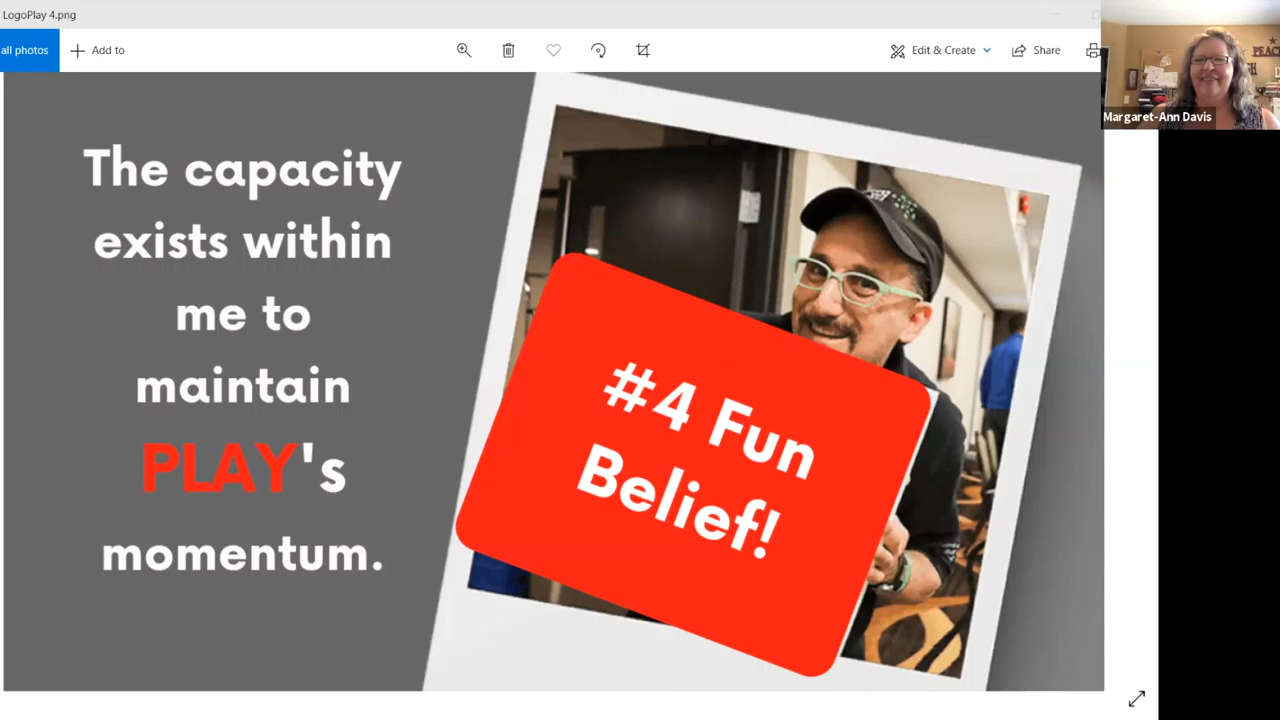 LogoPlay 4.png
all photos
Add to
Edit & Create
Share
PEAC
Margaret-Ann Davis
The capacity
exists within
me to
maintain
PLAY's
momentum.
#4 Fun
Belief!